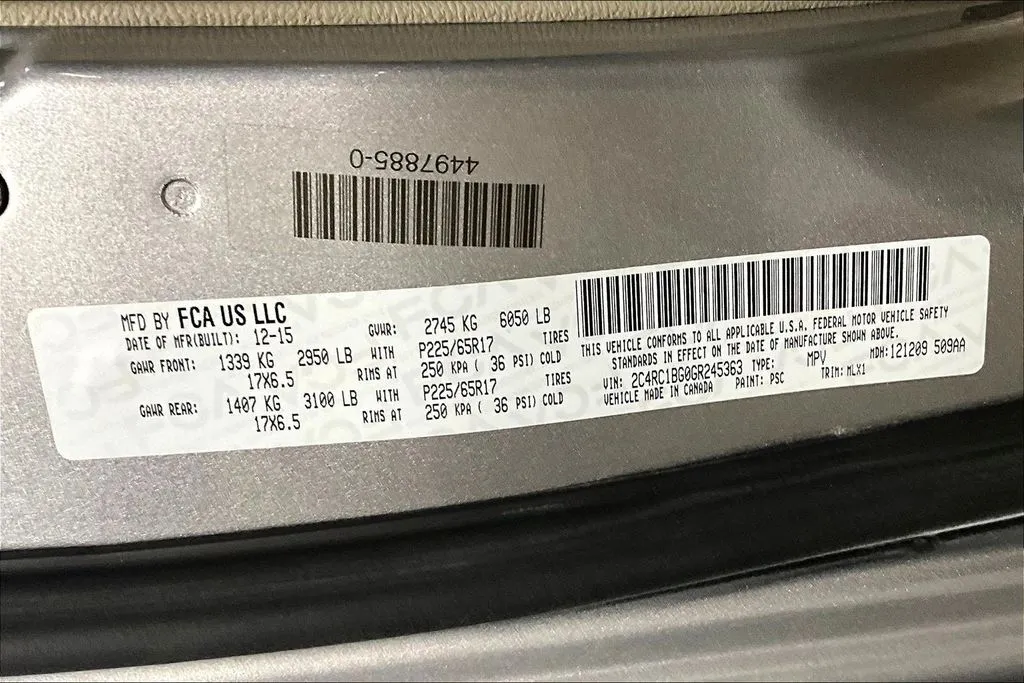 4497885-0
MFD BY FCA US LLC
DATE OF MFR(BUILT): 12-15
GVWR: 2745 KG 6050 LB
GAWR FRONT: 1339 KG 2950 LB WITH P225/65R17 TIRES
17X6.5 RIMS AT 250 KPA ( 36 PSI) COLD
GAWR REAR: 1407 KG 3100 LB WITH P225/65R17 TIRES
17X6.5 RIMS AT 250 KPA ( 36 PSI) COLD
THIS VEHICLE CONFORMS TO ALL APPLICABLE U.S.A. FEDERAL MOTOR VEHICLE SAFETY
STANDARDS IN EFFECT ON THE DATE OF MANUFACTURE SHOWN ABOVE.
VIN: 2C4RC1BG0GR245363 TYPE: MPV MDH: 121209 509AA
VEHICLE MADE IN CANADA PAINT: PSC TRIM: MLX1